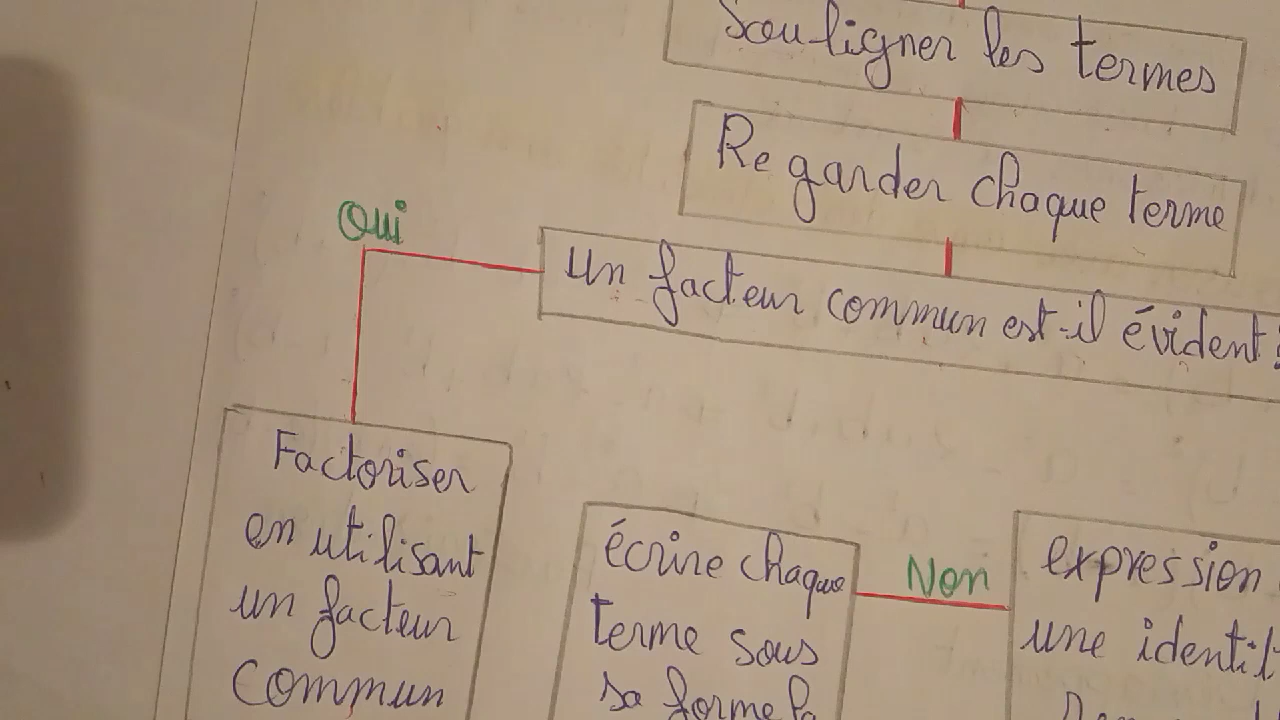 Souligner les termes
Regarder chaque terme
Oui
Un facteur commun est-il évident
Factoriser
en utilisant
un facteur
commun
écrire chaque
terme sous
sa forme
Non
expression
une